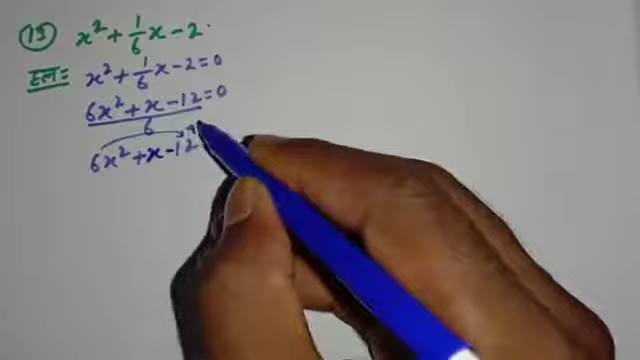 (15) x² + 1/6 x - 2.
हल:- x² + 1/6 x - 2 = 0
(6x² + x - 12)/6 = 0
6x² + x - 12